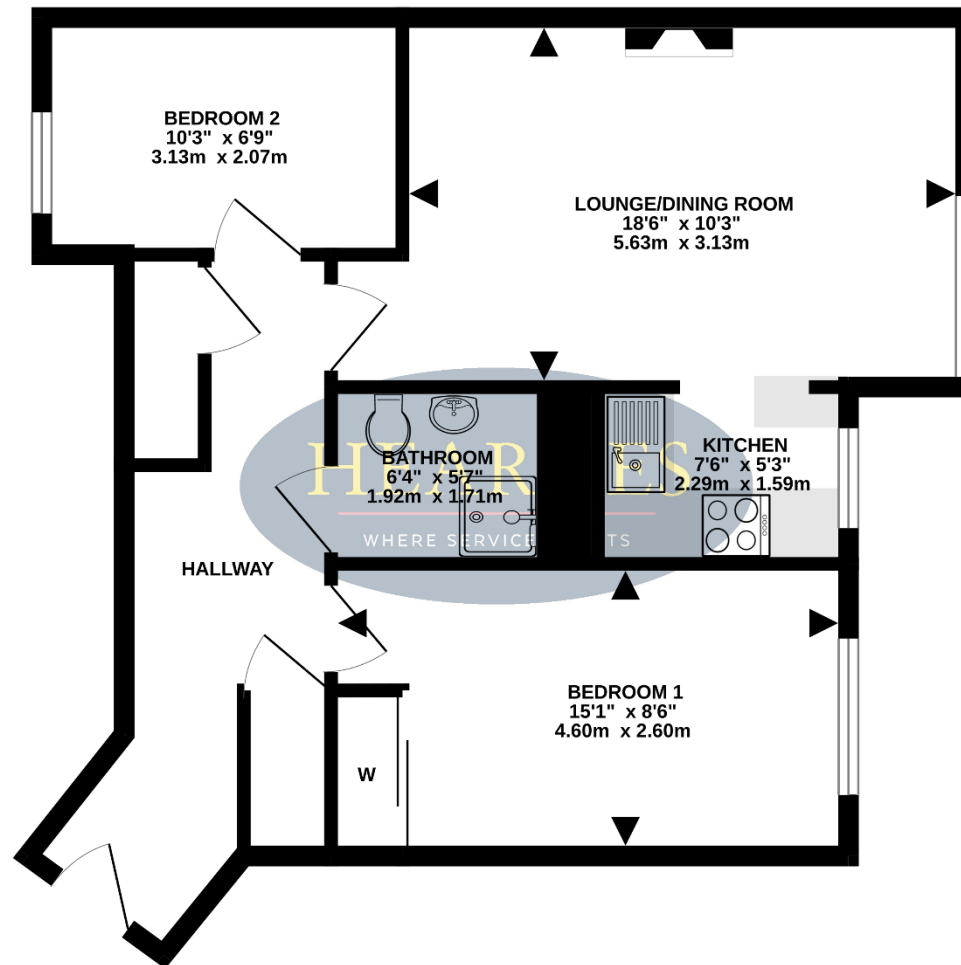 BEDROOM 2
10'3" x 6'9"
3.13m x 2.07m
LOUNGE/DINING ROOM
18'6" x 10'3"
5.63m x 3.13m
KITCHEN
7'6" x 5'3"
2.29m x 1.59m
BATHROOM
6'4" x 5'7"
1.92m x 1.71m
WHERE SERVICE
HALLWAY
BEDROOM 1
15'1" x 8'6"
4.60m x 2.60m
W